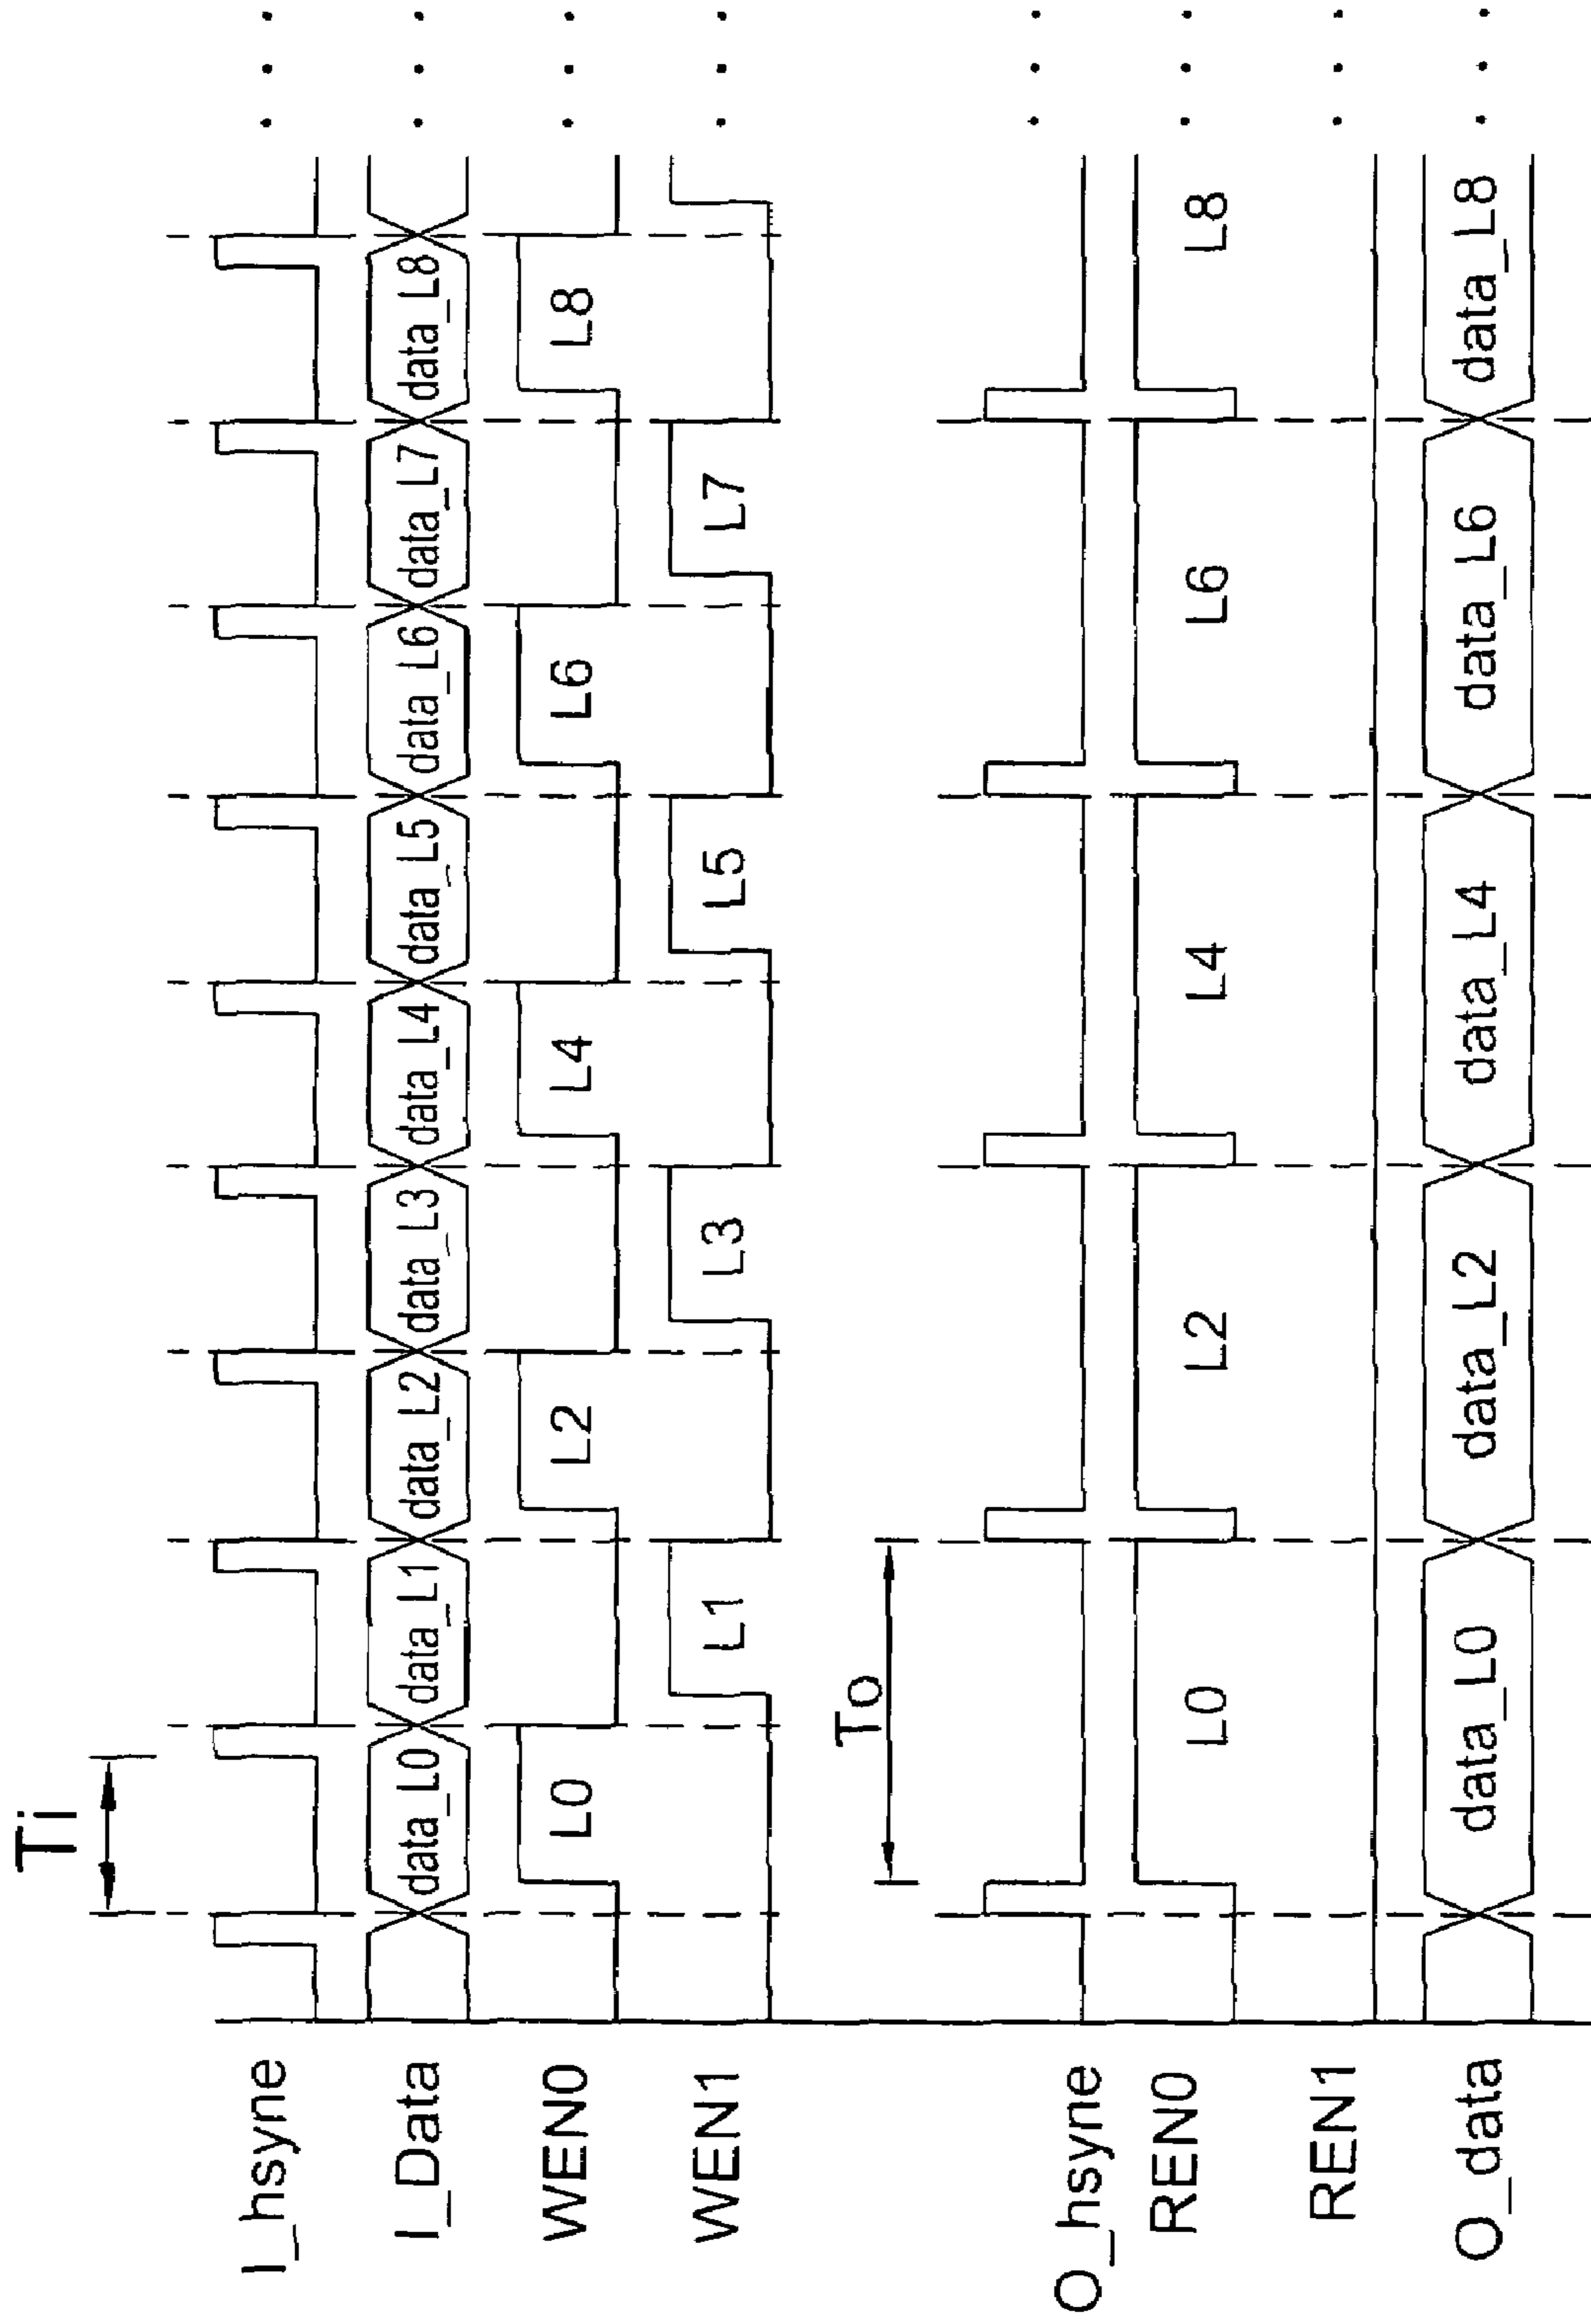 Ti
I_hsyne
I_Data data_L0 data_L1 data_L2 data_L3 data_L4 data_L5 data_L6 data_L7 data_L8
WEN0 L0 L2 L4 L6 L8
WEN1 L1 L3 L5 L7
To
O_hsyne
REN0 L0 L2 L4 L6 L8
REN1
O_data data_L0 data_L2 data_L4 data_L6 data_L8